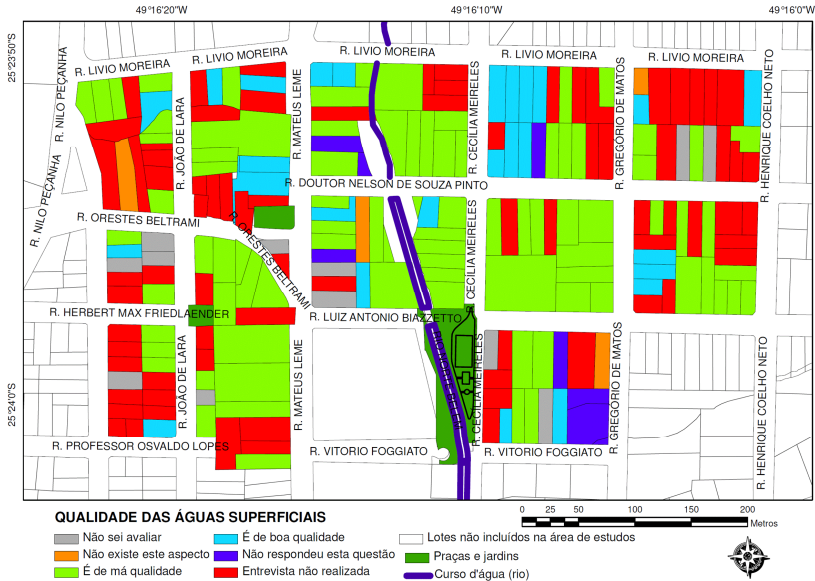 49°16'20"W
49°16'10"W
49°16'0"W
25°23'50"S
25°24'0"S
R. LIVIO MOREIRA
R. LIVIO MOREIRA
R. LIVIO MOREIRA
R. LIVIO MOREIRA
R. LIVIO MOREIRA
R. NILO PEÇANHA
R. NILO PEÇANHA
R. JOÃO DE LARA
R. MATEUS LEME
R. CECÍLIA MEIRELES
R. GREGÓRIO DE MATOS
R. HENRIQUE COELHO NETO
R. DOUTOR NELSON DE SOUZA PINTO
R. ORESTES BELTRAMI
R. ORESTES BELTRAMI
R. CECÍLIA MEIRELES
R. HERBERT MAX FRIEDLAENDER
R. LUIZ ANTONIO BIAZZETTO
R. JOÃO DE LARA
R. MATEUS LEME
R. CECÍLIA MEIRELES
R. GREGÓRIO DE MATOS
R. HENRIQUE COELHO NETO
R. PROFESSOR OSVALDO LOPES
R. VITORIO FOGGIATO
R. VITORIO FOGGIATO
QUALIDADE DAS ÁGUAS SUPERFICIAIS
Não sei avaliar
Não existe este aspecto
É de má qualidade
É de boa qualidade
Não respondeu esta questão
Entrevista não realizada
Lotes não incluídos na área de estudos
Praças e jardins
Curso d'água (rio)
0 25 50 100 150 200
Metros